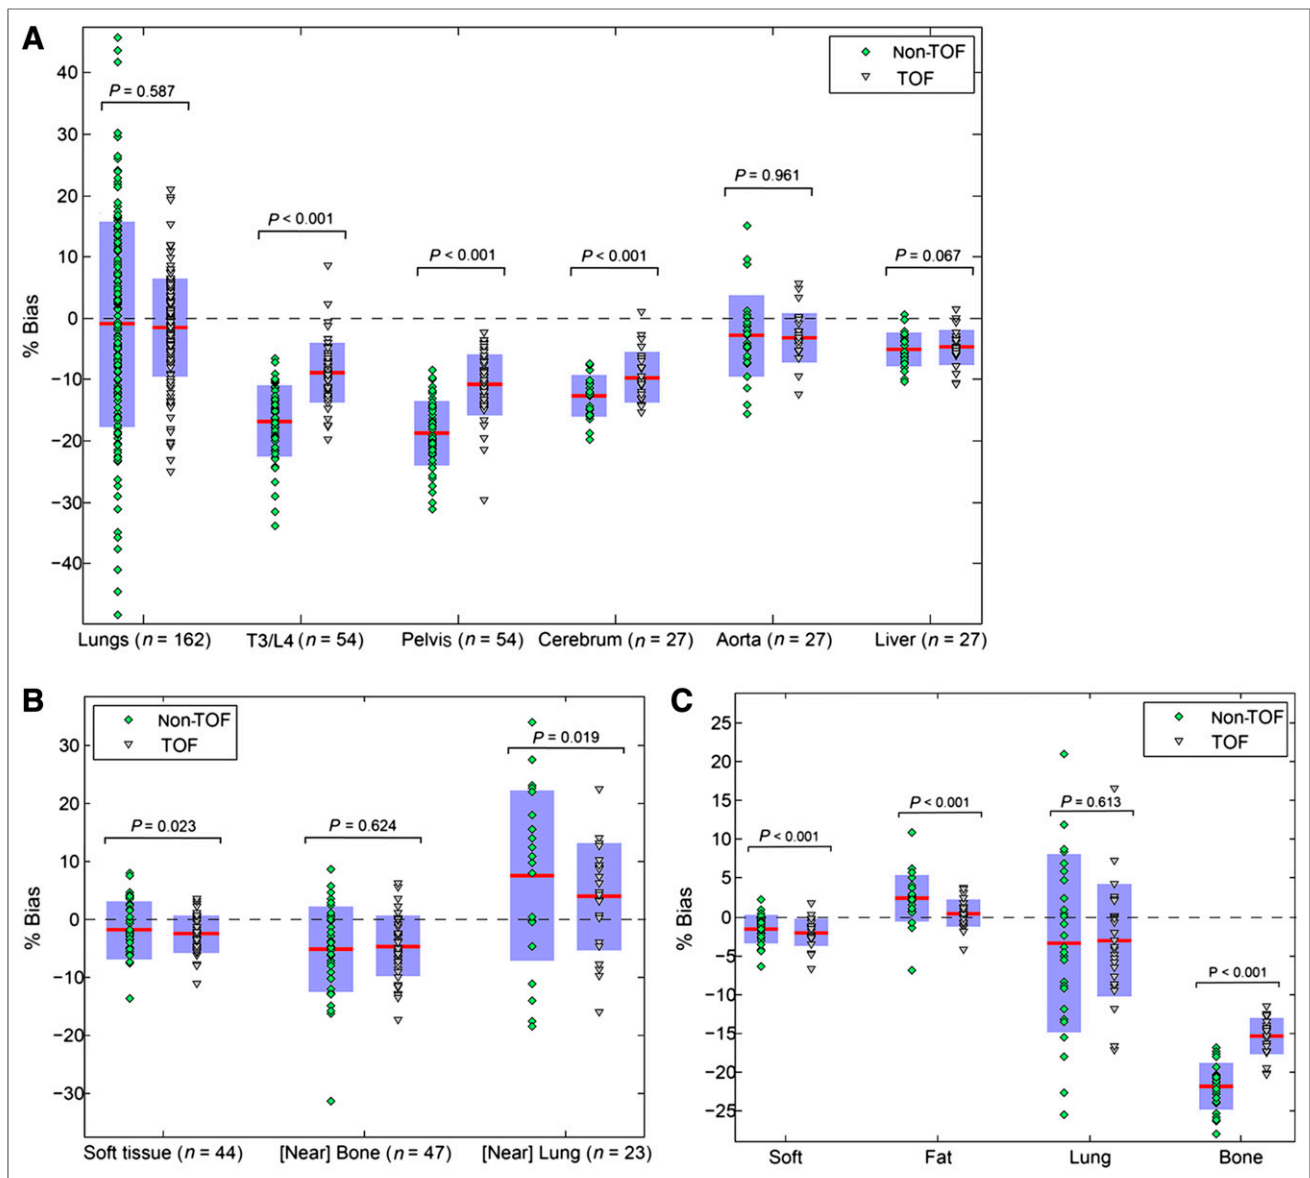 A
Non-TOF
TOF
P = 0.587
P < 0.001
P < 0.001
P < 0.001
P = 0.961
P = 0.067
40
30
20
10
0
−10
−20
−30
−40
% Bias
Lungs (n = 162) T3/L4 (n = 54) Pelvis (n = 54) Cerebrum (n = 27) Aorta (n = 27) Liver (n = 27)
B
Non-TOF
TOF
P = 0.023
P = 0.624
P = 0.019
30
20
10
0
−10
−20
−30
% Bias
Soft tissue (n = 44) [Near] Bone (n = 47) [Near] Lung (n = 23)
C
Non-TOF
TOF
P < 0.001
P < 0.001
P = 0.613
P < 0.001
25
20
15
10
5
0
−5
−10
−15
−20
−25
% Bias
Soft Fat Lung Bone